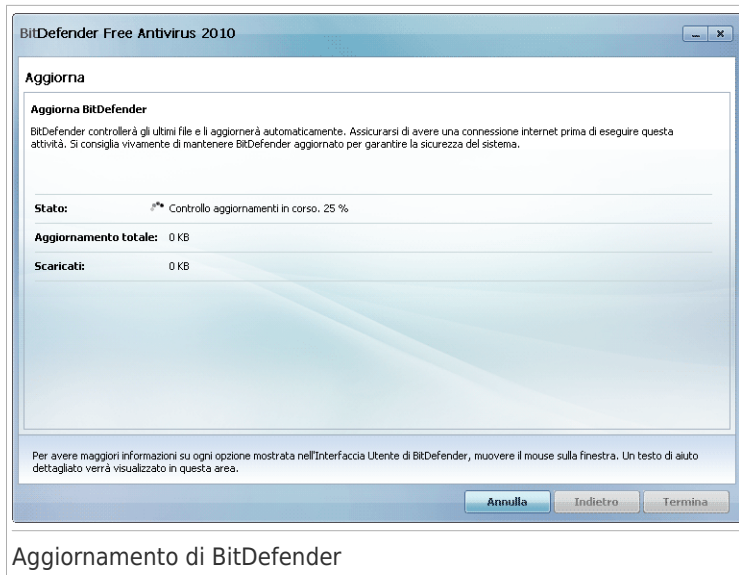 BitDefender Free Antivirus 2010
Aggiorna
Aggiorna BitDefender
BitDefender controllerà gli ultimi file e li aggiornerà automaticamente. Assicurarsi di avere una connessione internet prima di eseguire questa
attività. Si consiglia vivamente di mantenere BitDefender aggiornato per garantire la sicurezza del sistema.
Stato: Controllo aggiornamenti in corso. 25 %
Aggiornamento totale: 0 KB
Scaricati: 0 KB
Per avere maggiori informazioni su ogni opzione mostrata nell'Interfaccia Utente di BitDefender, muovere il mouse sulla finestra. Un testo di aiuto
dettagliato verrà visualizzato in questa area.
Annulla Indietro Termina
Aggiornamento di BitDefender